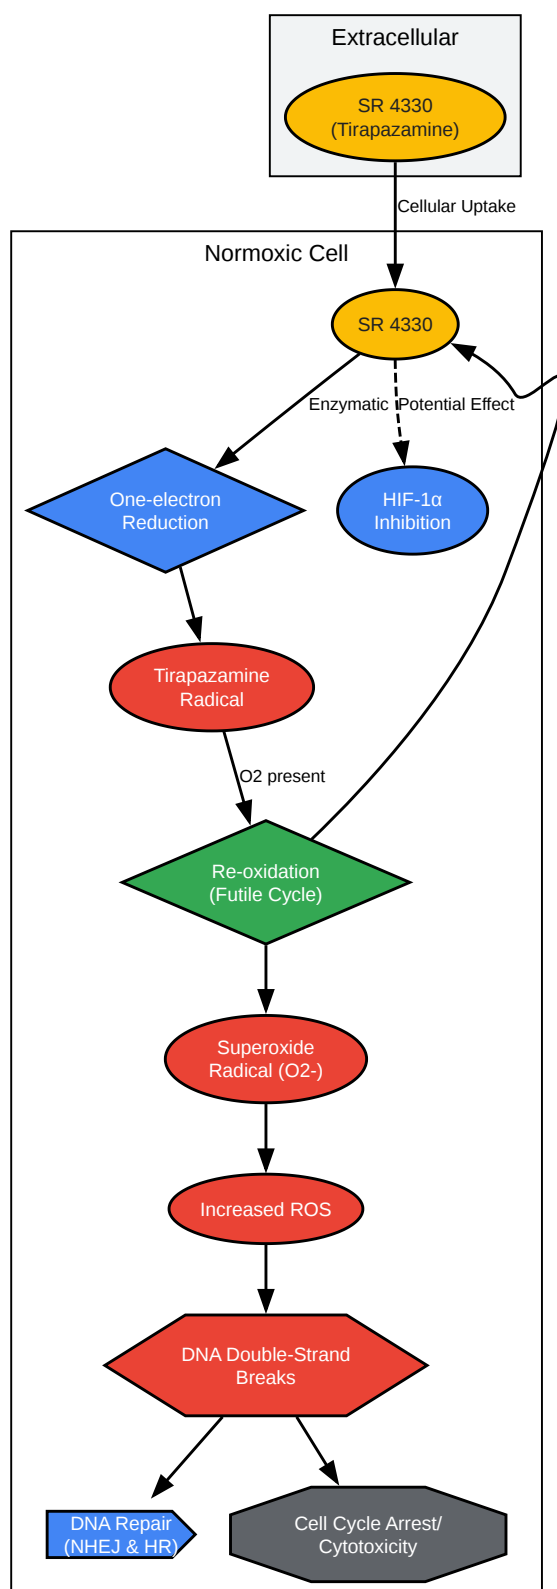 Extracellular
SR 4330
(Tirapazamine)
Cellular Uptake
Normoxic Cell
SR 4330
Enzymatic
Potential Effect
One-electron
Reduction
HIF-1α
Inhibition
Tirapazamine
Radical
O2 present
Re-oxidation
(Futile Cycle)
Superoxide
Radical (O2-)
Increased ROS
DNA Double-Strand
Breaks
DNA Repair
(NHEJ & HR)
Cell Cycle Arrest/
Cytotoxicity